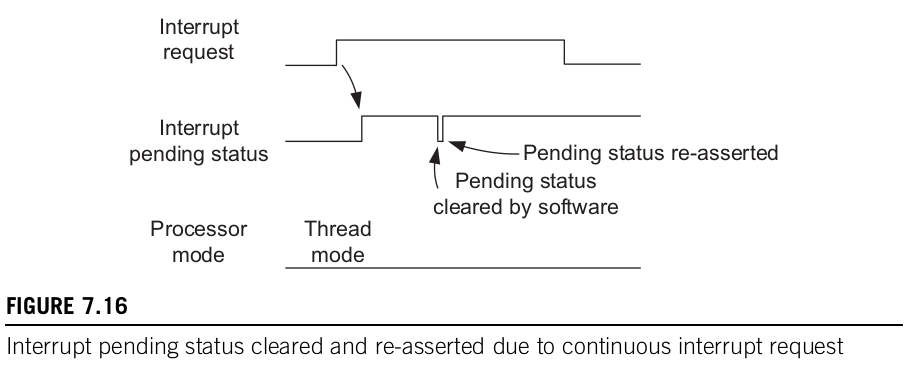 Interrupt
request
Interrupt
pending status
Pending status re-asserted
Pending status
cleared by software
Processor
mode
Thread
mode
FIGURE 7.16
Interrupt pending status cleared and re-asserted due to continuous interrupt request